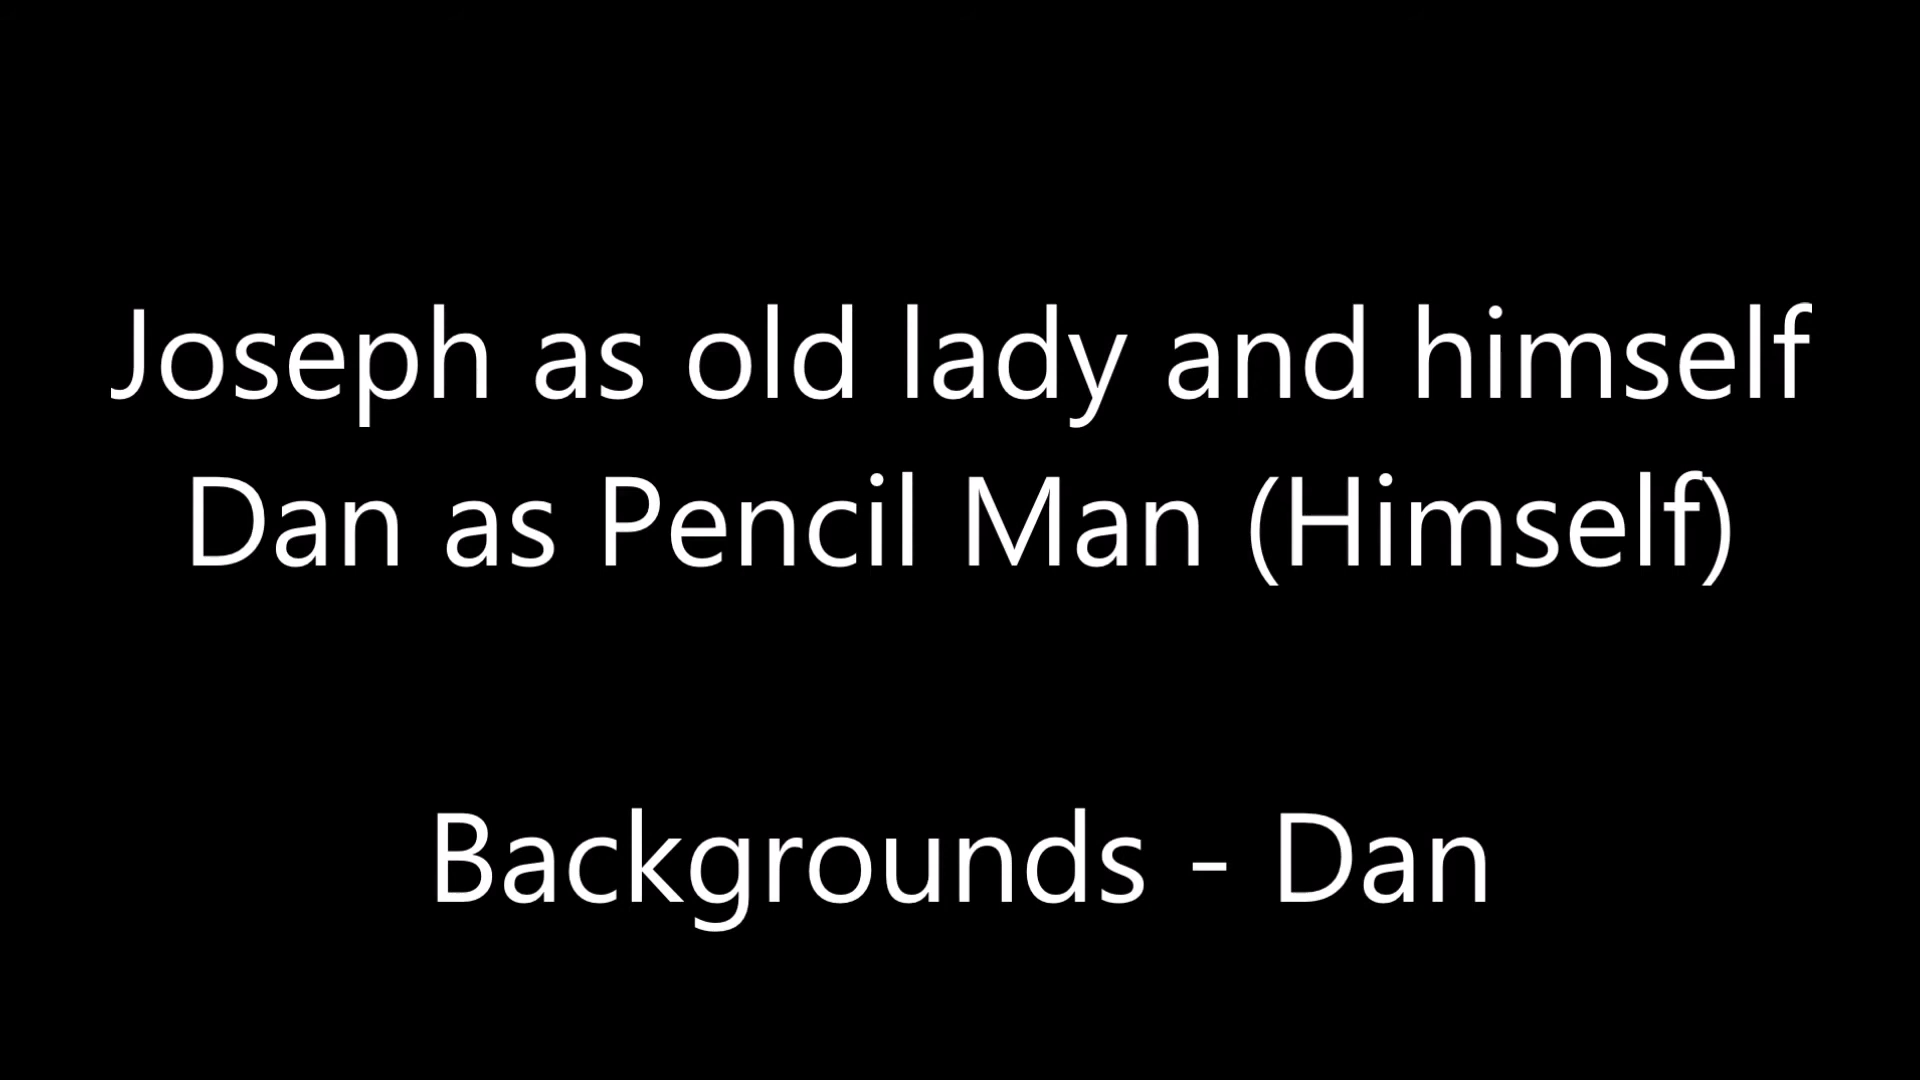 Joseph as old lady and himself
Dan as Pencil Man (Himself)
Backgrounds - Dan